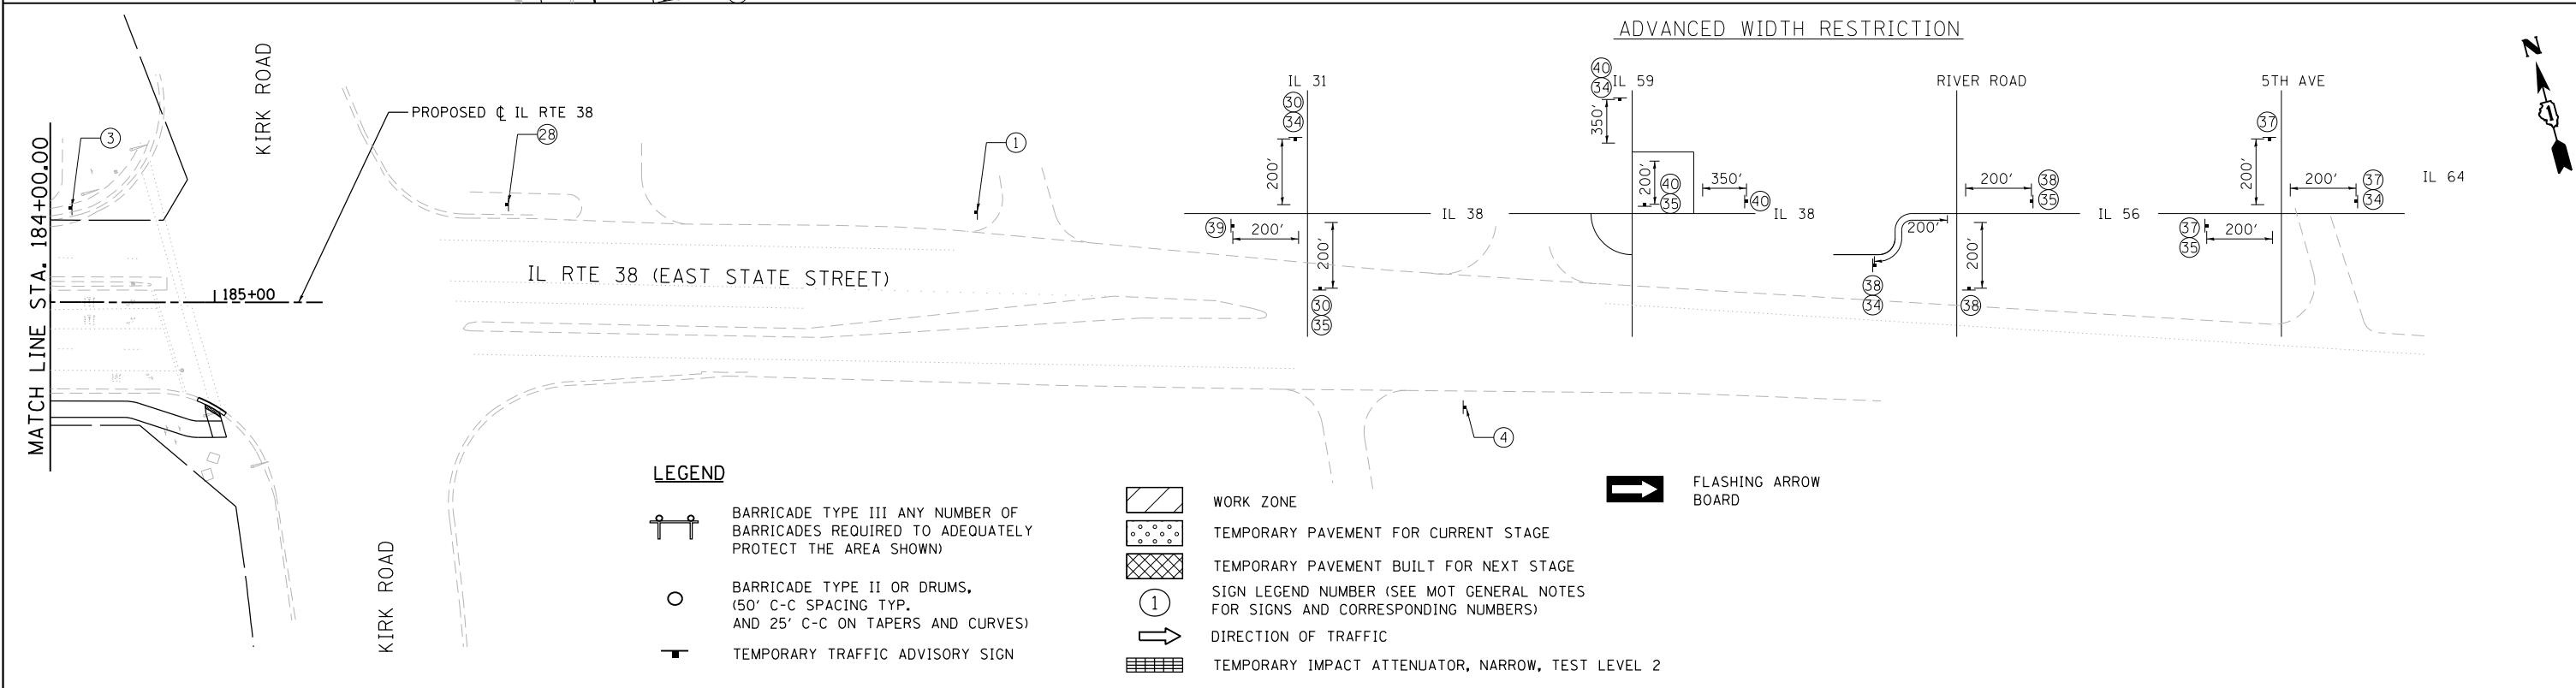 ADVANCED WIDTH RESTRICTION
MATCH LINE STA. 184+00.00
3
KIRK ROAD
PROPOSED ℄ IL RTE 38
28
1
185+00
IL RTE 38 (EAST STATE STREET)
KIRK ROAD
4
IL 31
30
34
200'
39
200'
200'
30
35
IL 38
40
34
IL 59
350'
200'
40
35
350'
40
IL 38
RIVER ROAD
200'
38
35
200'
38
34
200'
38
IL 56
5TH AVE
37
200'
200'
37
34
37
35
200'
IL 64
N
LEGEND
BARRICADE TYPE III ANY NUMBER OF
BARRICADES REQUIRED TO ADEQUATELY
PROTECT THE AREA SHOWN)
BARRICADE TYPE II OR DRUMS,
(50' C-C SPACING TYP.
AND 25' C-C ON TAPERS AND CURVES)
TEMPORARY TRAFFIC ADVISORY SIGN
WORK ZONE
TEMPORARY PAVEMENT FOR CURRENT STAGE
TEMPORARY PAVEMENT BUILT FOR NEXT STAGE
1
SIGN LEGEND NUMBER (SEE MOT GENERAL NOTES
FOR SIGNS AND CORRESPONDING NUMBERS)
DIRECTION OF TRAFFIC
TEMPORARY IMPACT ATTENUATOR, NARROW, TEST LEVEL 2
FLASHING ARROW
BOARD